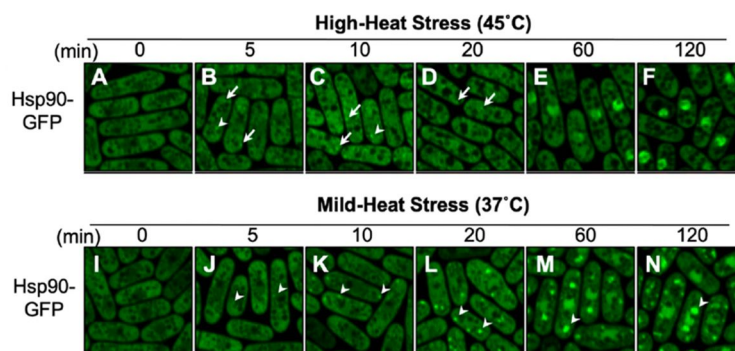 High-Heat Stress (45˚C)
(min) 0 5 10 20 60 120
Hsp90-
GFP
A B C D E F
Mild-Heat Stress (37˚C)
(min) 0 5 10 20 60 120
Hsp90-
GFP
I J K L M N